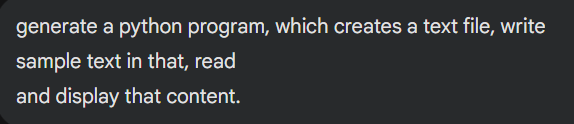 generate a python program, which creates a text file, write
sample text in that, read
and display that content.